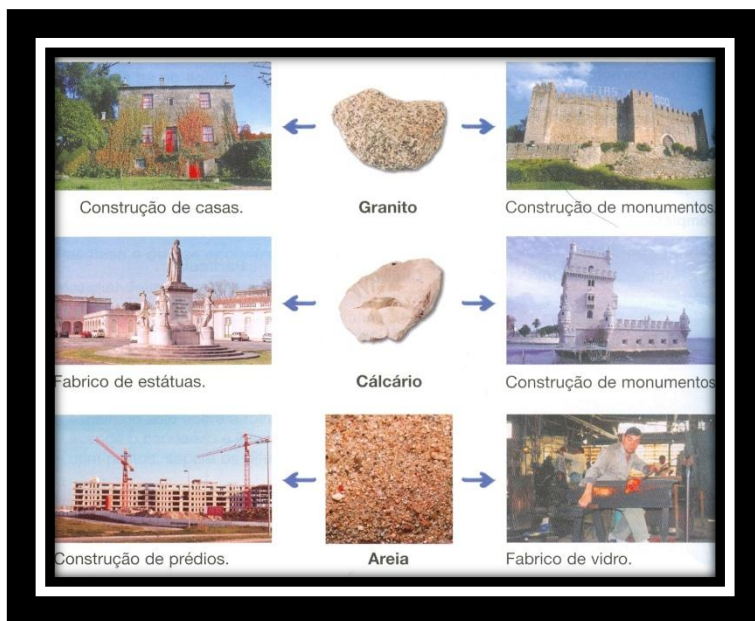 Construção de casas.
Granito
Construção de monumentos
Fabrico de estátuas.
Cálcário
Construção de monumentos
Construção de prédios.
Areia
Fabrico de vidro.